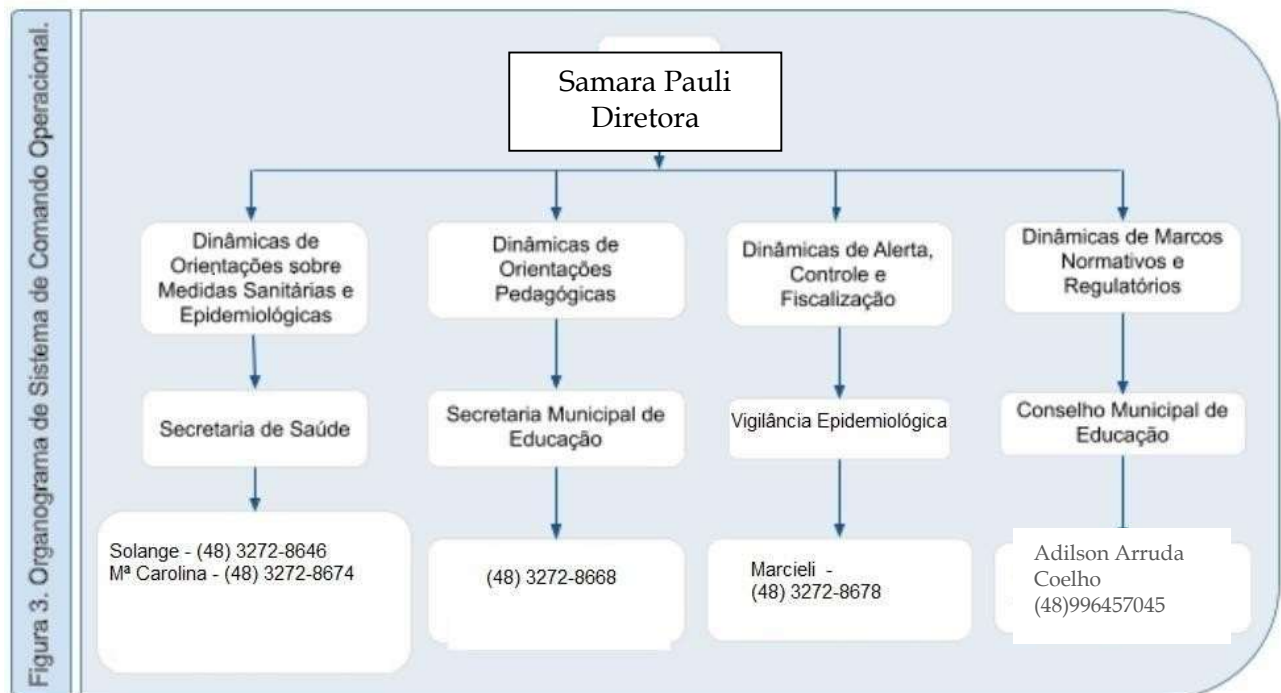 Figura 3. Organograma de Sistema de Comando Operacional.
Samara Pauli
Diretora
Dinâmicas de
Orientações sobre
Medidas Sanitárias e
Epidemiológicas
Dinâmicas de
Orientações
Pedagógicas
Dinâmicas de Alerta,
Controle e
Fiscalização
Dinâmicas de Marcos
Normativos e
Regulatórios
Secretaria de Saúde
Secretaria Municipal de
Educação
Vigilância Epidemiológica
Conselho Municipal de
Educação
Solange - (48) 3272-8646
Mª Carolina - (48) 3272-8674
(48) 3272-8668
Marcieli -
(48) 3272-8678
Adilson Arruda
Coelho
(48)996457045